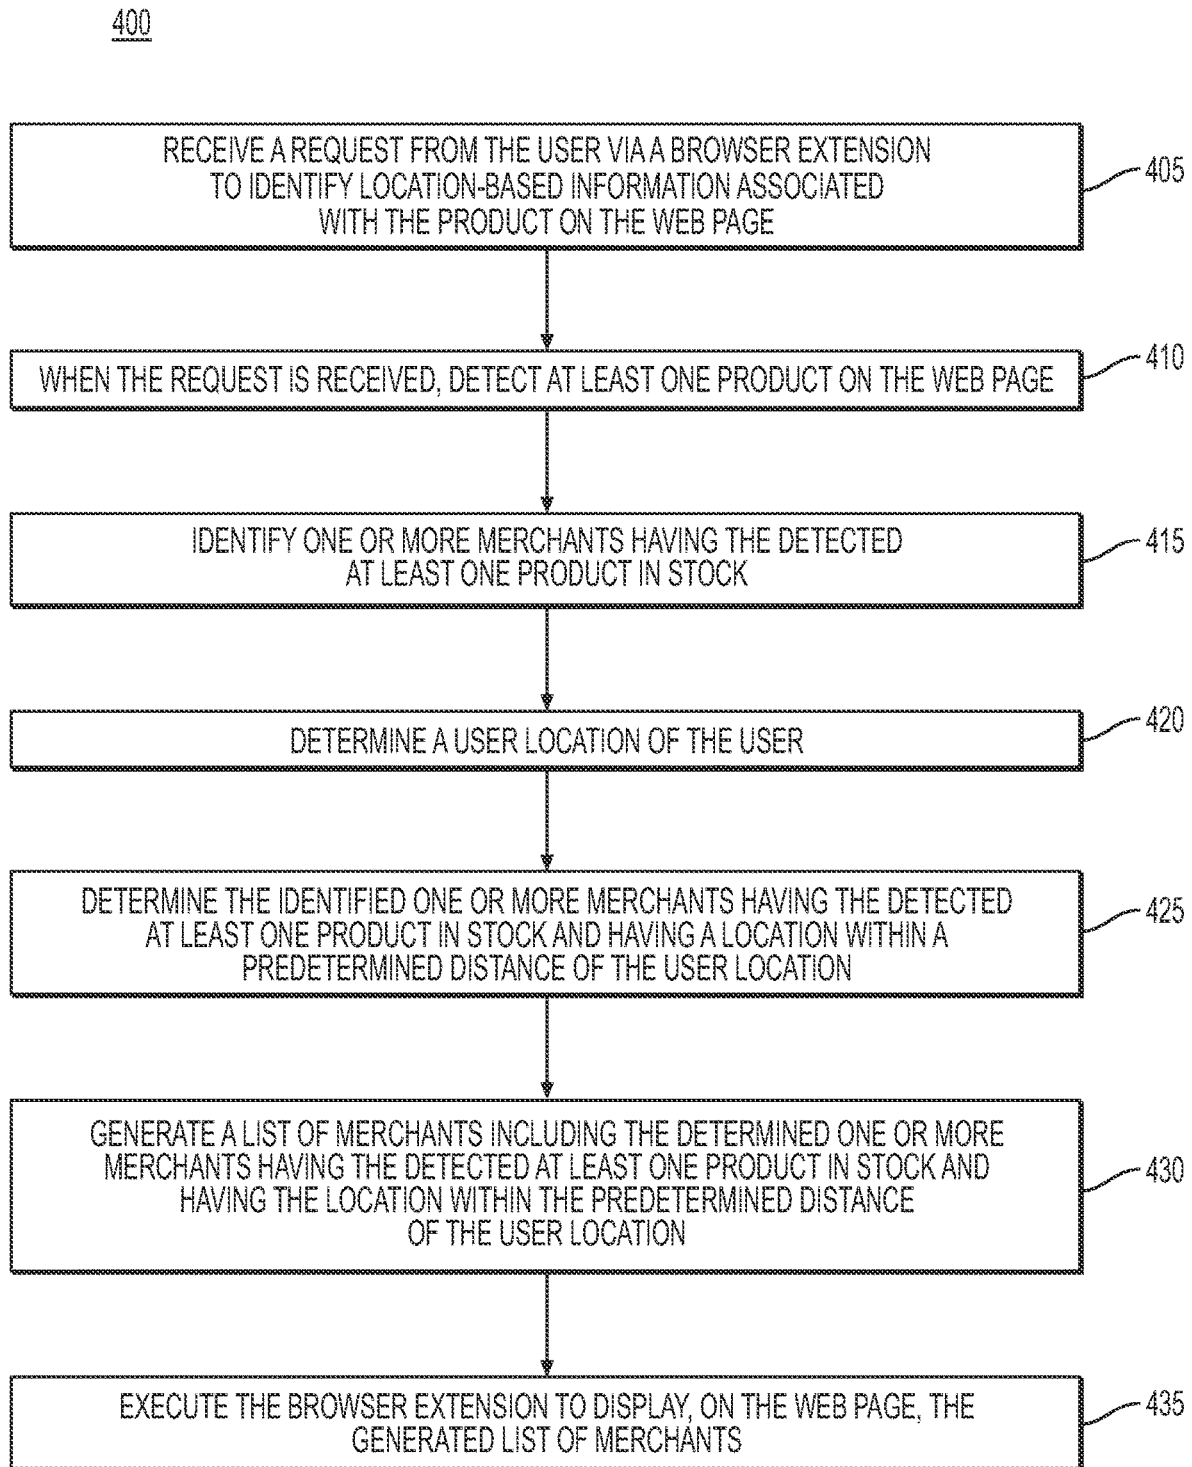 400
RECEIVE A REQUEST FROM THE USER VIA A BROWSER EXTENSION
TO IDENTIFY LOCATION-BASED INFORMATION ASSOCIATED
WITH THE PRODUCT ON THE WEB PAGE
405
WHEN THE REQUEST IS RECEIVED, DETECT AT LEAST ONE PRODUCT ON THE WEB PAGE
410
IDENTIFY ONE OR MORE MERCHANTS HAVING THE DETECTED
AT LEAST ONE PRODUCT IN STOCK
415
DETERMINE A USER LOCATION OF THE USER
420
DETERMINE THE IDENTIFIED ONE OR MORE MERCHANTS HAVING THE DETECTED
AT LEAST ONE PRODUCT IN STOCK AND HAVING A LOCATION WITHIN A
PREDETERMINED DISTANCE OF THE USER LOCATION
425
GENERATE A LIST OF MERCHANTS INCLUDING THE DETERMINED ONE OR MORE
MERCHANTS HAVING THE DETECTED AT LEAST ONE PRODUCT IN STOCK AND
HAVING THE LOCATION WITHIN THE PREDETERMINED DISTANCE
OF THE USER LOCATION
430
EXECUTE THE BROWSER EXTENSION TO DISPLAY, ON THE WEB PAGE, THE
GENERATED LIST OF MERCHANTS
435